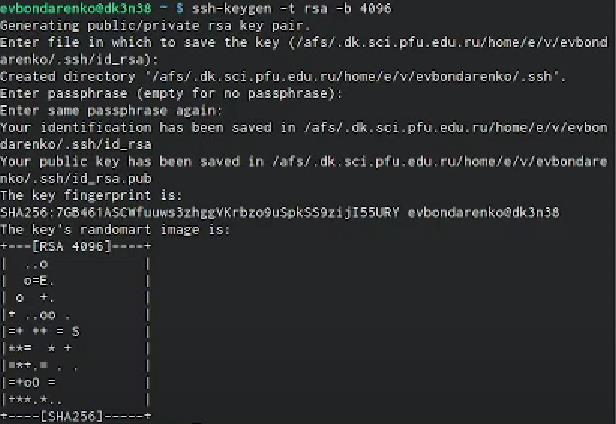 evbondarenko@dk3n38 ~ $ ssh-keygen -t rsa -b 4096
Generating public/private rsa key pair.
Enter file in which to save the key (/afs/.dk.sci.pfu.edu.ru/home/e/v/evbond
arenko/.ssh/id_rsa):
Created directory '/afs/.dk.sci.pfu.edu.ru/home/e/v/evbondarenko/.ssh'.
Enter passphrase (empty for no passphrase):
Enter same passphrase again:
Your identification has been saved in /afs/.dk.sci.pfu.edu.ru/home/e/v/evbon
darenko/.ssh/id_rsa
Your public key has been saved in /afs/.dk.sci.pfu.edu.ru/home/e/v/evbondare
nko/.ssh/id_rsa.pub
The key fingerprint is:
SHA256:7GB461ASCWfuuws3zhggVKrbzo9uSpkSS9zijI55URY evbondarenko@dk3n38
The key's randomart image is:
+---[RSA 4096]----+
|  ..o            |
|  o=E.           |
| o  +.           |
|+ ..oo .         |
|=+ ++ = S        |
|**=  * +         |
|=*+.= . .        |
|=+oO =           |
|+**.*..          |
+----[SHA256]-----+